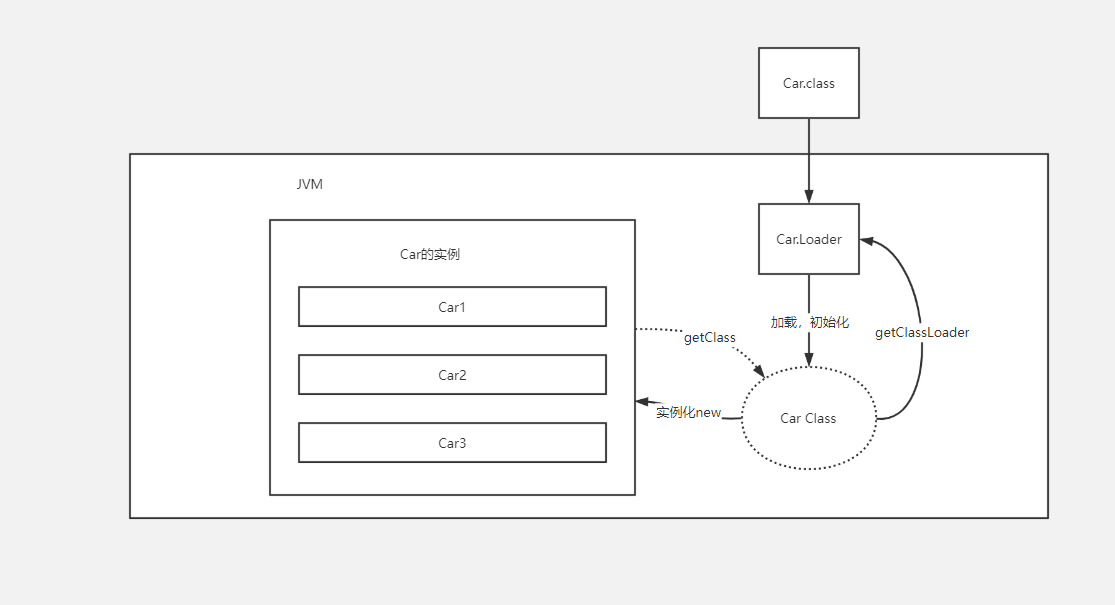 Car.class
JVM
Car.Loader
Car的实例
Car1
加载，初始化
getClassLoader
getClass
Car2
实例化new
Car Class
Car3